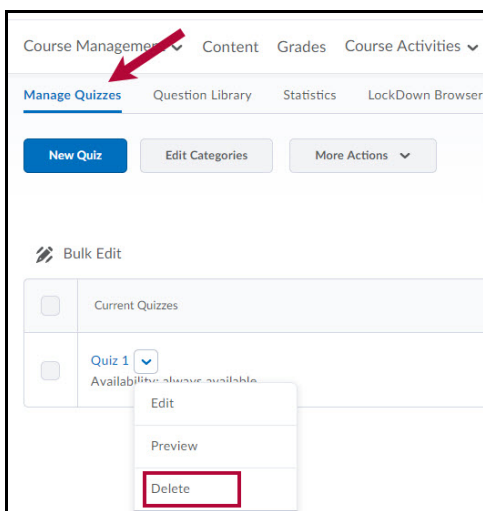 Course Management Content Grades Course Activities
Manage Quizzes Question Library Statistics LockDown Browser
New Quiz Edit Categories More Actions
Bulk Edit
Current Quizzes
Quiz 1
Availability: always available
Edit
Preview
Delete